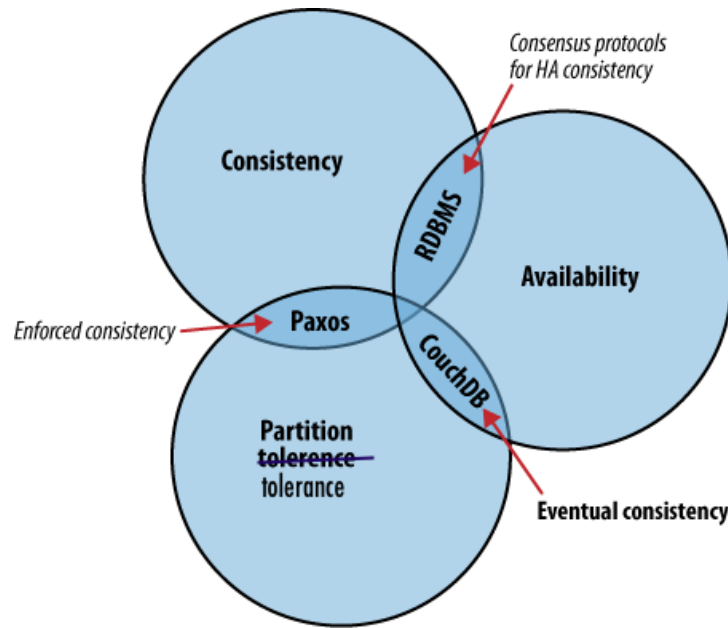 Consensus protocols
for HA consistency
Consistency
RDBMS
Availability
Enforced consistency
Paxos
CouchDB
Partition
tolerence
tolerance
Eventual consistency